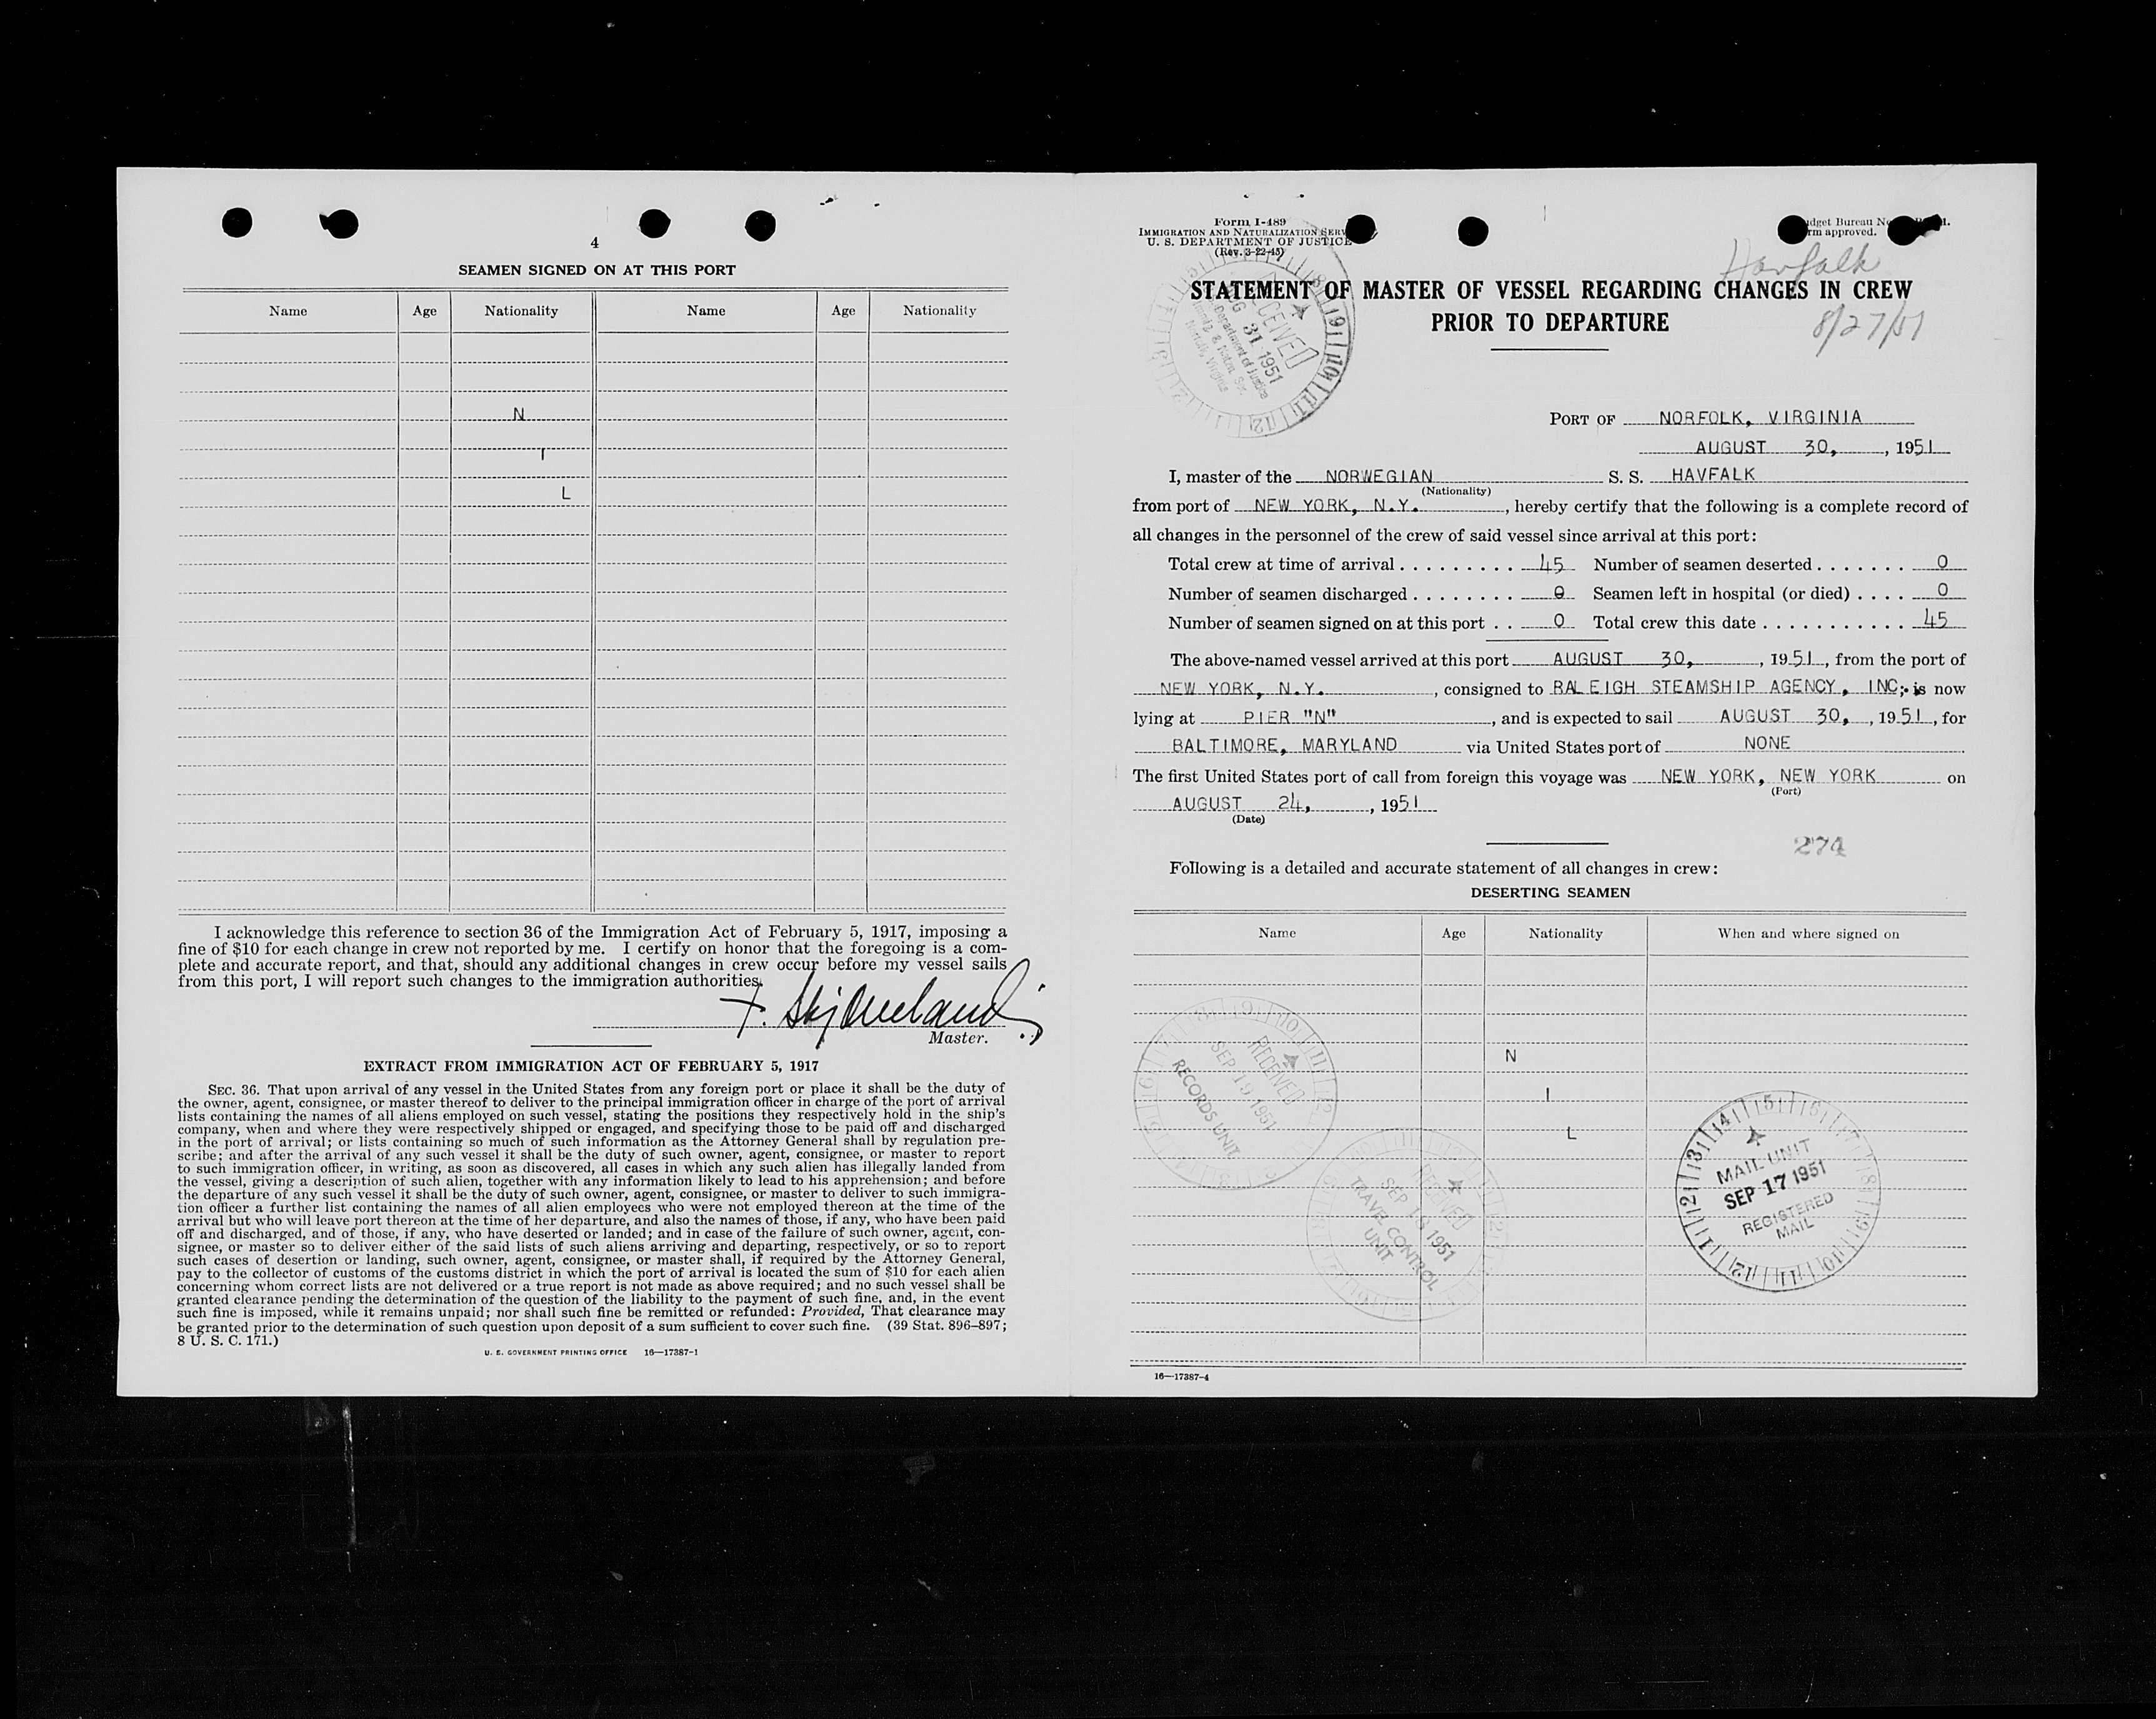 4
SEAMEN SIGNED ON AT THIS PORT
Name Age Nationality Name Age Nationality
N
I
L
I acknowledge this reference to section 36 of the Immigration Act of February 5, 1917, imposing a
fine of $10 for each change in crew not reported by me. I certify on honor that the foregoing is a com-
plete and accurate report, and that, should any additional changes in crew occur before my vessel sails
from this port, I will report such changes to the immigration authorities.
Master.
EXTRACT FROM IMMIGRATION ACT OF FEBRUARY 5, 1917
SEC. 36. That upon arrival of any vessel in the United States from any foreign port or place it shall be the duty of
the owner, agent, consignee, or master thereof to deliver to the principal immigration officer in charge of the port of arrival
lists containing the names of all aliens employed on such vessel, stating the positions they respectively hold in the ship's
company, when and where they were respectively shipped or engaged, and specifying those to be paid off and discharged
in the port of arrival; or lists containing so much of such information as the Attorney General shall by regulation pre-
scribe; and after the arrival of any such vessel it shall be the duty of such owner, agent, consignee, or master to report
to such immigration officer, in writing, as soon as discovered, all cases in which any such alien has illegally landed from
the vessel, giving a description of such alien, together with any information likely to lead to his apprehension; and before
the departure of any such vessel it shall be the duty of such owner, agent, consignee, or master to deliver to such immigra-
tion officer a further list containing the names of all alien employees who were not employed thereon at the time of the
arrival but who will leave port thereon at the time of her departure, and also the names of those, if any, who have been paid
off and discharged, and of those, if any, who have deserted or landed; and in case of the failure of such owner, agent, con-
signee, or master so to deliver either of the said lists of such aliens arriving and departing, respectively, or so to report
such cases of desertion or landing, such owner, agent, consignee, or master shall, if required by the Attorney General,
pay to the collector of customs of the customs district in which the port of arrival is located the sum of $10 for each alien
concerning whom correct lists are not delivered or a true report is not made as above required; and no such vessel shall be
granted clearance pending the determination of the question of the liability to the payment of such fine, and, in the event
such fine is imposed, while it remains unpaid; nor shall such fine be remitted or refunded: Provided, That clearance may
be granted prior to the determination of such question upon deposit of a sum sufficient to cover such fine. (39 Stat. 896–897;
8 U. S. C. 171.)
U. S. GOVERNMENT PRINTING OFFICE 16—17387-1
Form I-489
IMMIGRATION AND NATURALIZATION SERV
U. S. DEPARTMENT OF JUSTICE
(Rev. 3-22-45)
dget Bureau No
rm approved.
Havfalk
8/27/51
STATEMENT OF MASTER OF VESSEL REGARDING CHANGES IN CREW
PRIOR TO DEPARTURE
RECEIVED
AUG 31 1951
Department of Justice
Immig. & Natzn. Ser.
Norfolk, Virginia
PORT OF NORFOLK, VIRGINIA
AUGUST 30, , 1951
I, master of the NORWEGIAN S. S. HAVFALK
(Nationality)
from port of NEW YORK, N.Y. , hereby certify that the following is a complete record of
all changes in the personnel of the crew of said vessel since arrival at this port:
Total crew at time of arrival . . . . . . . . . 45 Number of seamen deserted . . . . . . . 0
Number of seamen discharged . . . . . . . . 0 Seamen left in hospital (or died) . . . . 0
Number of seamen signed on at this port . . 0 Total crew this date . . . . . . . . . . . 45
The above-named vessel arrived at this port AUGUST 30, , 1951 , from the port of
NEW YORK, N.Y. , consigned to RALEIGH STEAMSHIP AGENCY, INC; is now
lying at PIER "N" , and is expected to sail AUGUST 30, , 1951 , for
BALTIMORE, MARYLAND via United States port of NONE .
The first United States port of call from foreign this voyage was NEW YORK, NEW YORK on
(Port)
AUGUST 24, , 1951
(Date)
274
Following is a detailed and accurate statement of all changes in crew:
DESERTING SEAMEN
Name Age Nationality When and where signed on
N
I
L
RECEIVED
SEP 19 1951
RECORDS UNIT
RECEIVED
SEP 18 1951
TRAVEL CONTROL
UNIT
MAIL UNIT
SEP 17 1951
REGISTERED
MAIL
16—17387-4